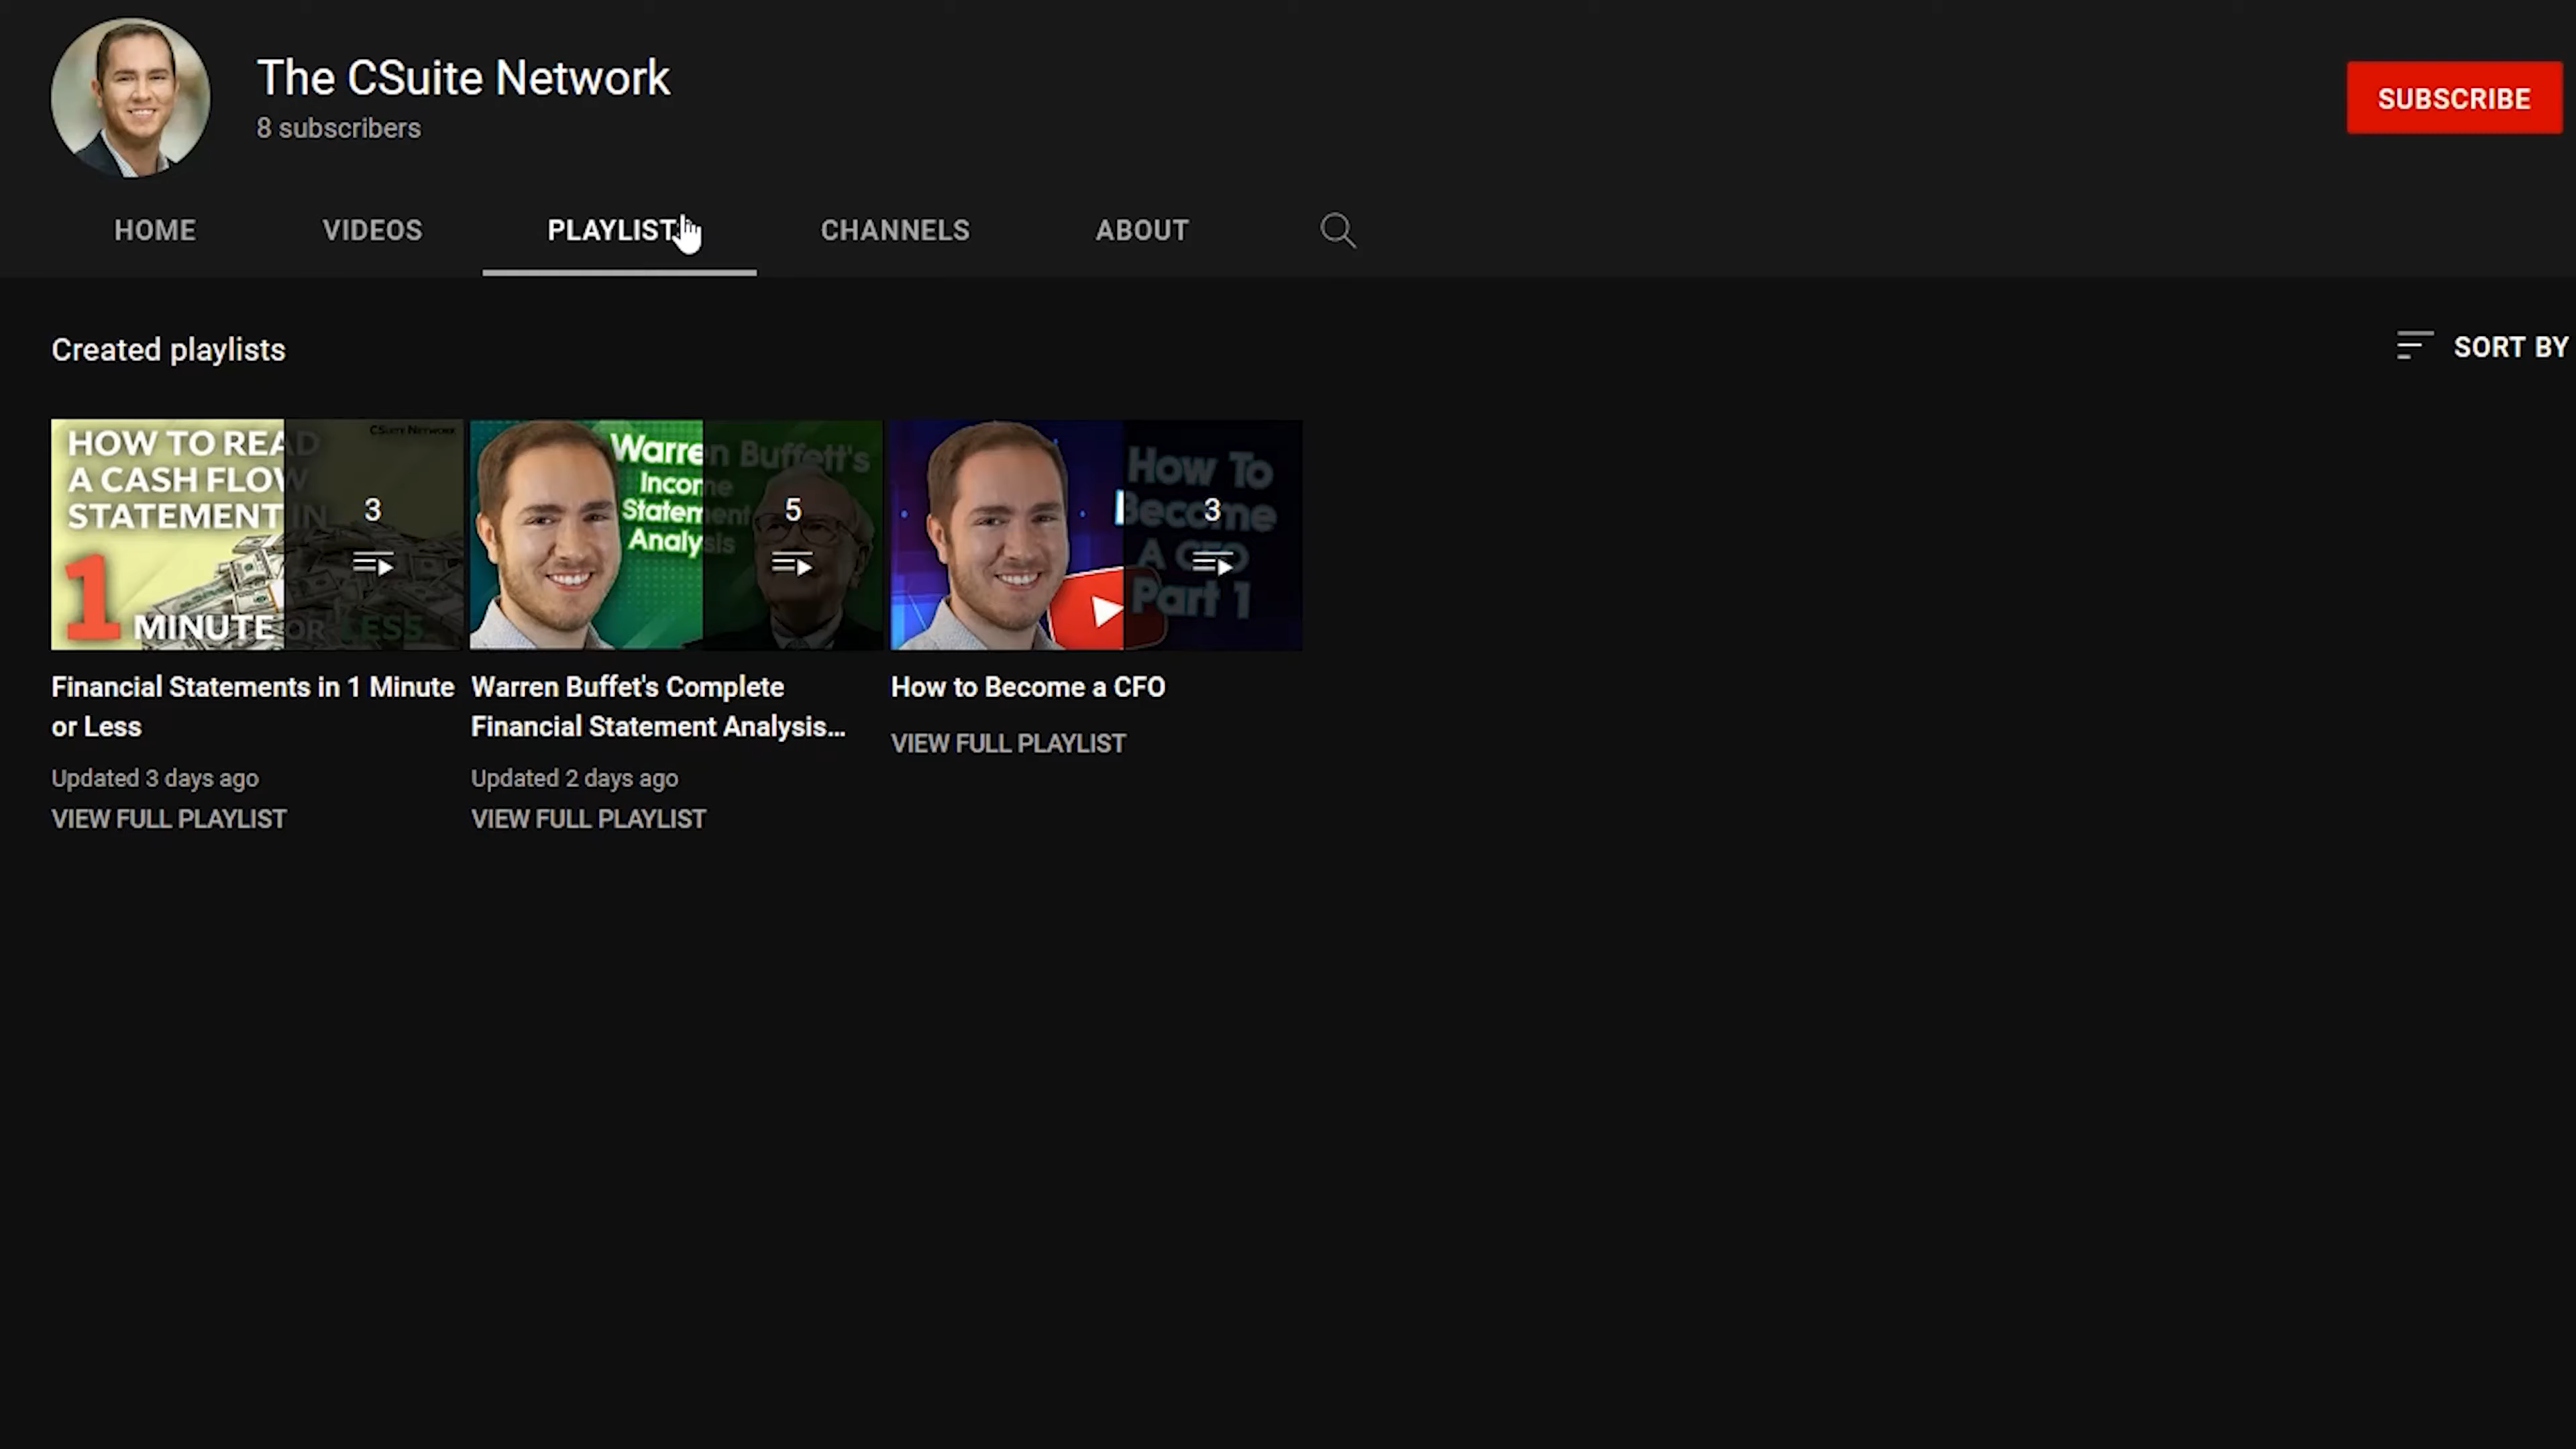 The CSuite Network
8 subscribers
SUBSCRIBE
HOME
VIDEOS
PLAYLISTS
CHANNELS
ABOUT
Created playlists
SORT BY
HOW TO READ
A CASH FLOW
STATEMENT IN
1 MINUTE OR LESS
CSuite Network
3
Warren Buffett's
Income
Statement
Analysis
5
How To
Become
A CFO
Part 1
3
Financial Statements in 1 Minute
or Less
Updated 3 days ago
VIEW FULL PLAYLIST
Warren Buffet's Complete
Financial Statement Analysis...
Updated 2 days ago
VIEW FULL PLAYLIST
How to Become a CFO
VIEW FULL PLAYLIST